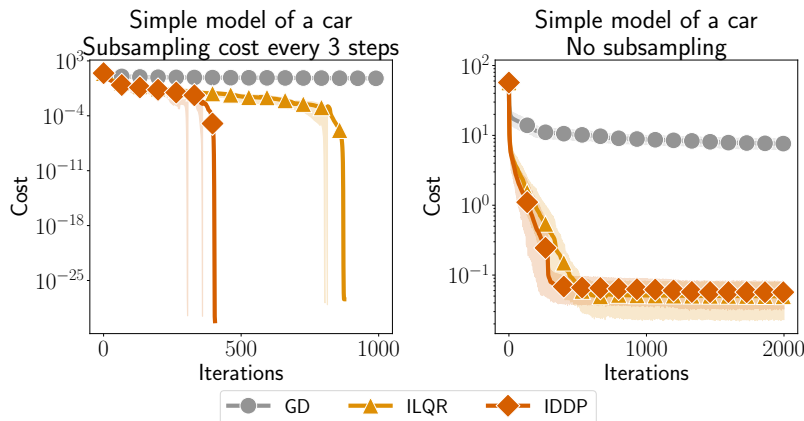 Simple model of a car
Subsampling cost every 3 steps
10^3
10^-4
10^-11
10^-18
10^-25
Cost
0
500
1000
Iterations
Simple model of a car
No subsampling
10^2
10^1
10^0
10^-1
Cost
0
1000
2000
Iterations
GD
ILQR
IDDP